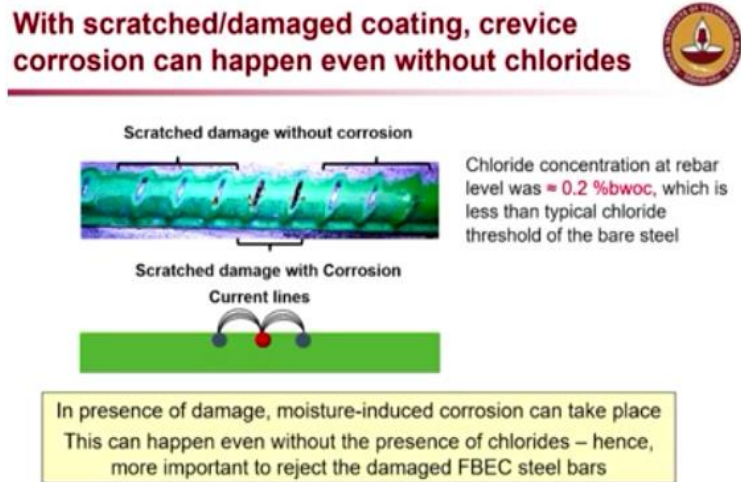 With scratched/damaged coating, crevice
corrosion can happen even without chlorides
Scratched damage without corrosion
Chloride concentration at rebar
level was ≈ 0.2 %bwoc, which is
less than typical chloride
threshold of the bare steel
Scratched damage with Corrosion
Current lines
In presence of damage, moisture-induced corrosion can take place
This can happen even without the presence of chlorides – hence,
more important to reject the damaged FBEC steel bars